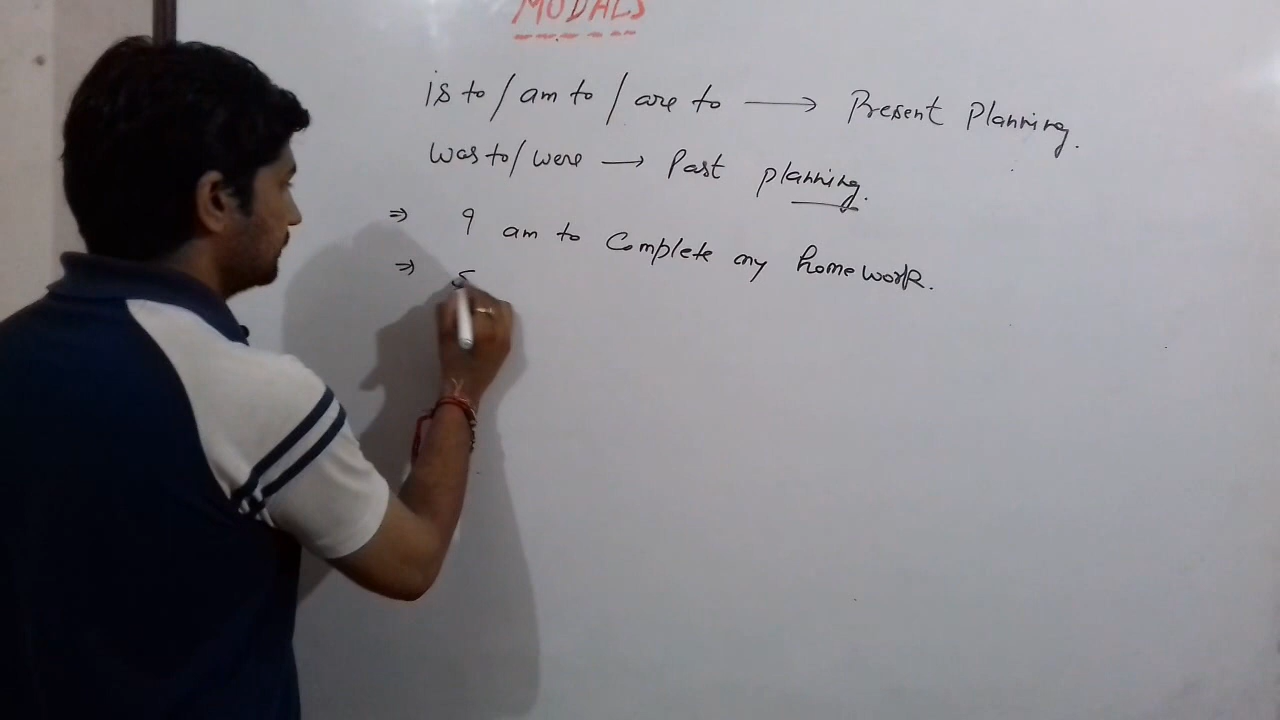 MODALS
is to / am to / are to → Present Planning.
was to / were → Past planning.
⇒ I am to Complete my homework.
⇒ S